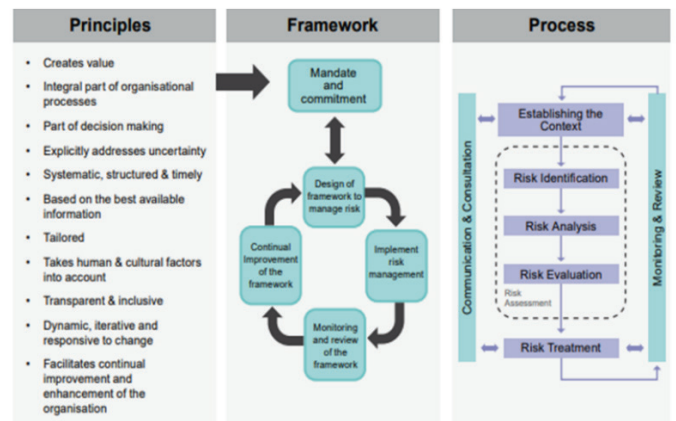 Principles
• Creates value
• Integral part of organisational
processes
• Part of decision making
• Explicitly addresses uncertainty
• Systematic, structured & timely
• Based on the best available
information
• Tailored
• Takes human & cultural factors
into account
• Transparent & inclusive
• Dynamic, iterative and
responsive to change
• Facilitates continual
improvement and
enhancement of the
organisation
Framework
Mandate
and
commitment
Design of
framework to
manage risk
Implement
risk
management
Monitoring
and review
of the
framework
Continual
Improvement
of the
framework
Process
Communication & Consultation
Establishing the
Context
Risk Identification
Risk Analysis
Risk Evaluation
Risk
Assessment
Risk Treatment
Monitoring & Review